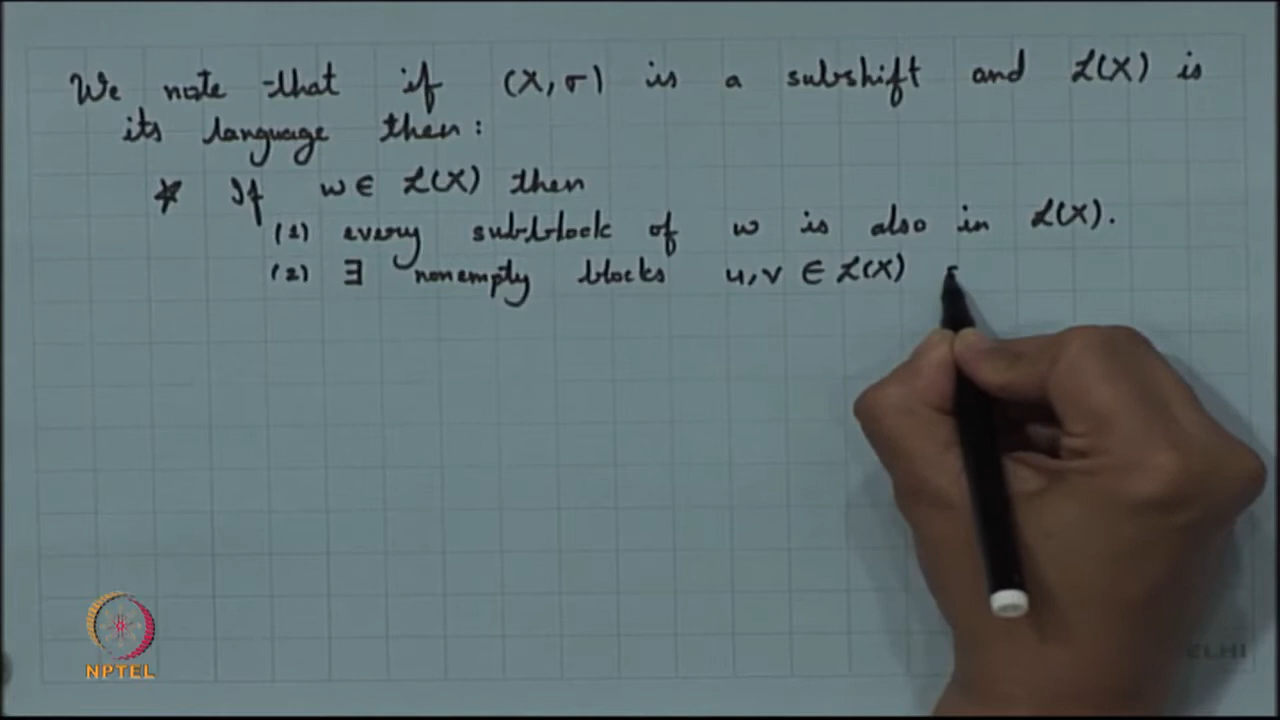 We note that if (X, σ) is a subshift and ℒ(X) is
its language then:
* If w ∈ ℒ(X) then
(1) every subblock of w is also in ℒ(X).
(2) ∃ nonempty blocks u, v ∈ ℒ(X)
NPTEL